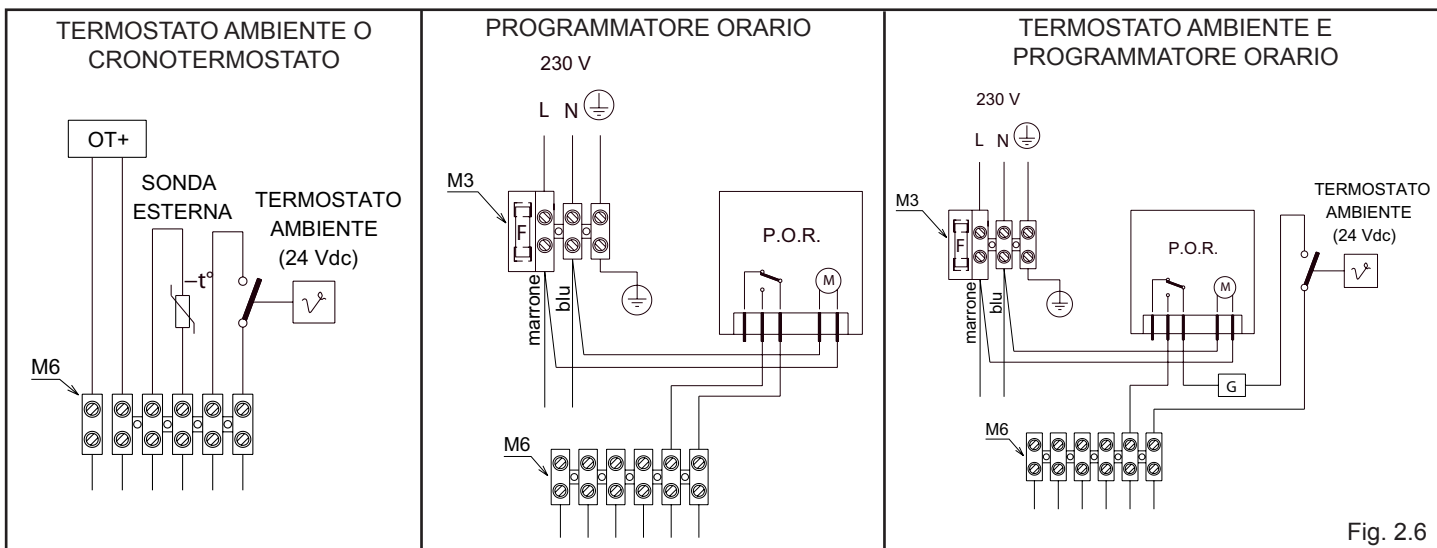 TERMOSTATO AMBIENTE O
CRONOTERMOSTATO
OT+
SONDA
ESTERNA
TERMOSTATO
AMBIENTE
(24 Vdc)
–t°
M6
PROGRAMMATORE ORARIO
230 V
L N
M3
F
P.O.R.
M
marrone
blu
M6
TERMOSTATO AMBIENTE E
PROGRAMMATORE ORARIO
230 V
L N
M3
F
TERMOSTATO
AMBIENTE
(24 Vdc)
P.O.R.
M
marrone
blu
G
M6
Fig. 2.6